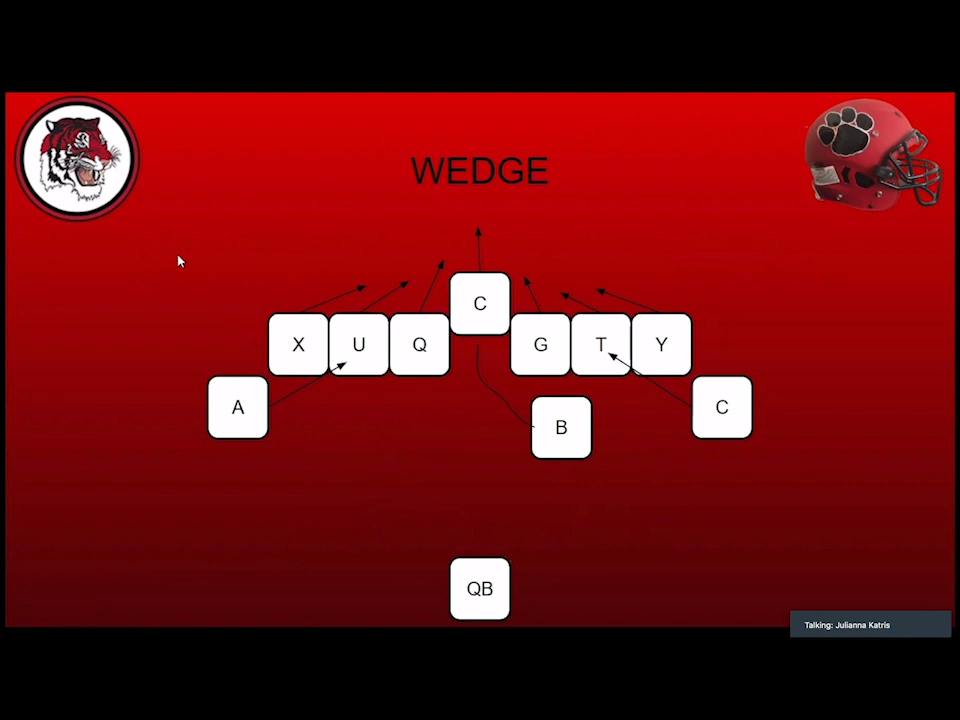 WEDGE
C
X U Q G T Y
A C
B
QB
Talking: Julianna Katris